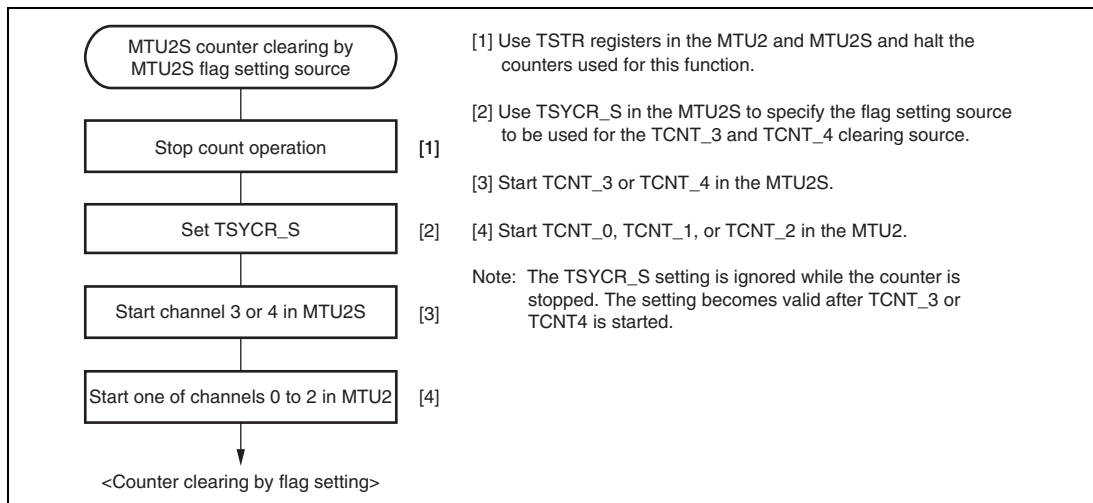 MTU2S counter clearing by
MTU2S flag setting source
Stop count operation
[1]
Set TSYCR_S
[2]
Start channel 3 or 4 in MTU2S
[3]
Start one of channels 0 to 2 in MTU2
[4]
<Counter clearing by flag setting>
[1] Use TSTR registers in the MTU2 and MTU2S and halt the
counters used for this function.
[2] Use TSYCR_S in the MTU2S to specify the flag setting source
to be used for the TCNT_3 and TCNT_4 clearing source.
[3] Start TCNT_3 or TCNT_4 in the MTU2S.
[4] Start TCNT_0, TCNT_1, or TCNT_2 in the MTU2.
Note: The TSYCR_S setting is ignored while the counter is
stopped. The setting becomes valid after TCNT_3 or
TCNT4 is started.